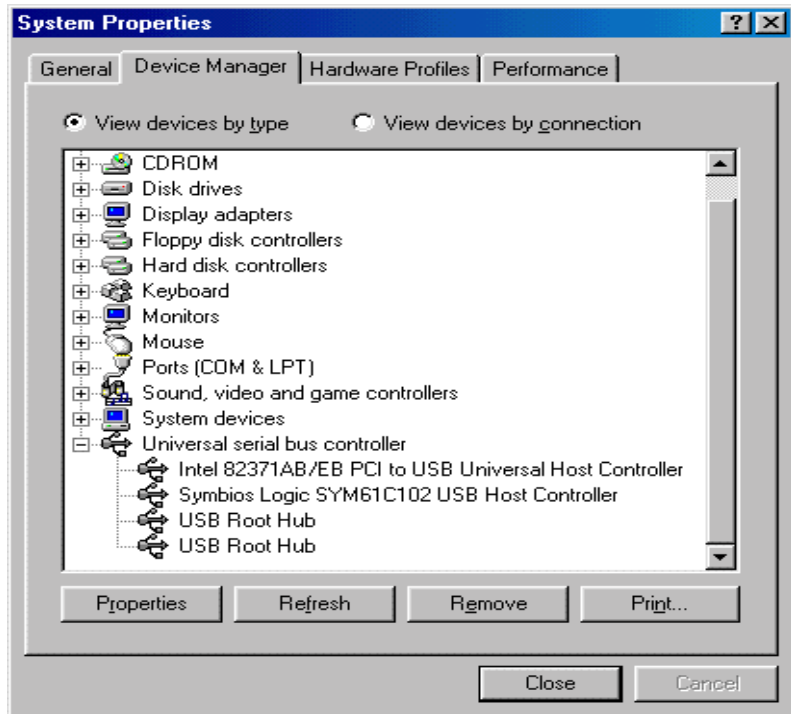 System Properties
General Device Manager Hardware Profiles Performance
View devices by type View devices by connection
CDROM
Disk drives
Display adapters
Floppy disk controllers
Hard disk controllers
Keyboard
Monitors
Mouse
Ports (COM & LPT)
Sound, video and game controllers
System devices
Universal serial bus controller
Intel 82371AB/EB PCI to USB Universal Host Controller
Symbios Logic SYM61C102 USB Host Controller
USB Root Hub
USB Root Hub
Properties Refresh Remove Print...
Close Cancel